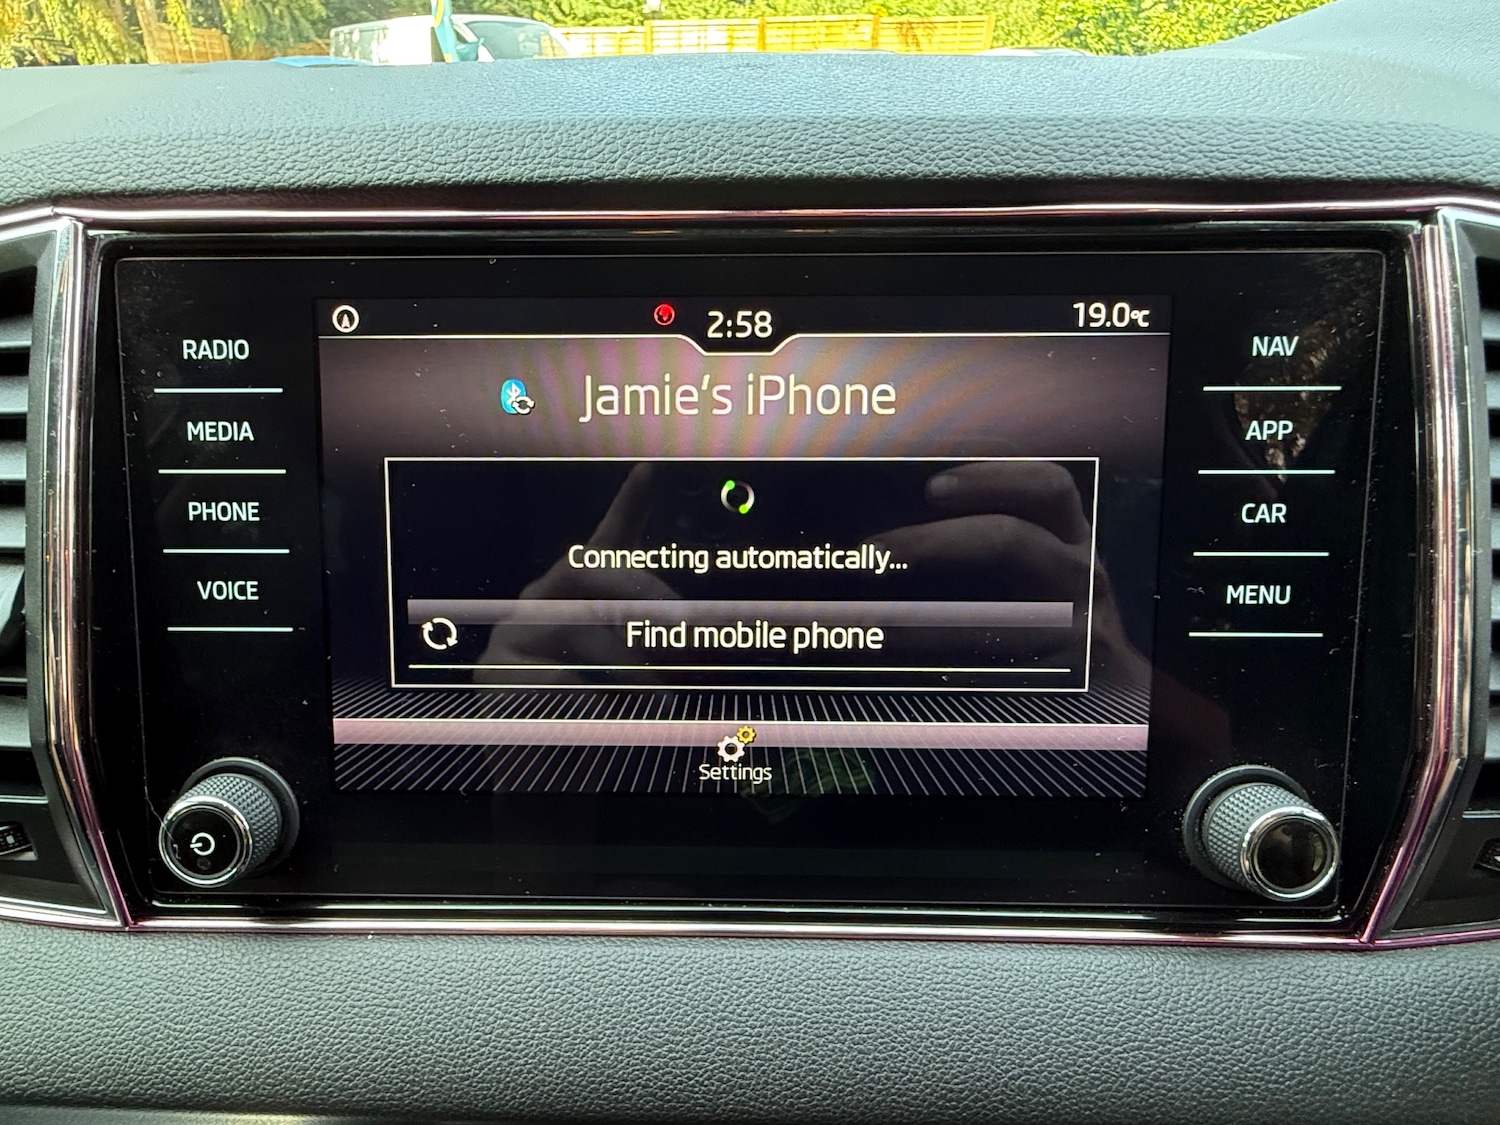 2:58
19.0°C
RADIO
MEDIA
PHONE
VOICE
Jamie's iPhone
Connecting automatically...
Find mobile phone
Settings
NAV
APP
CAR
MENU